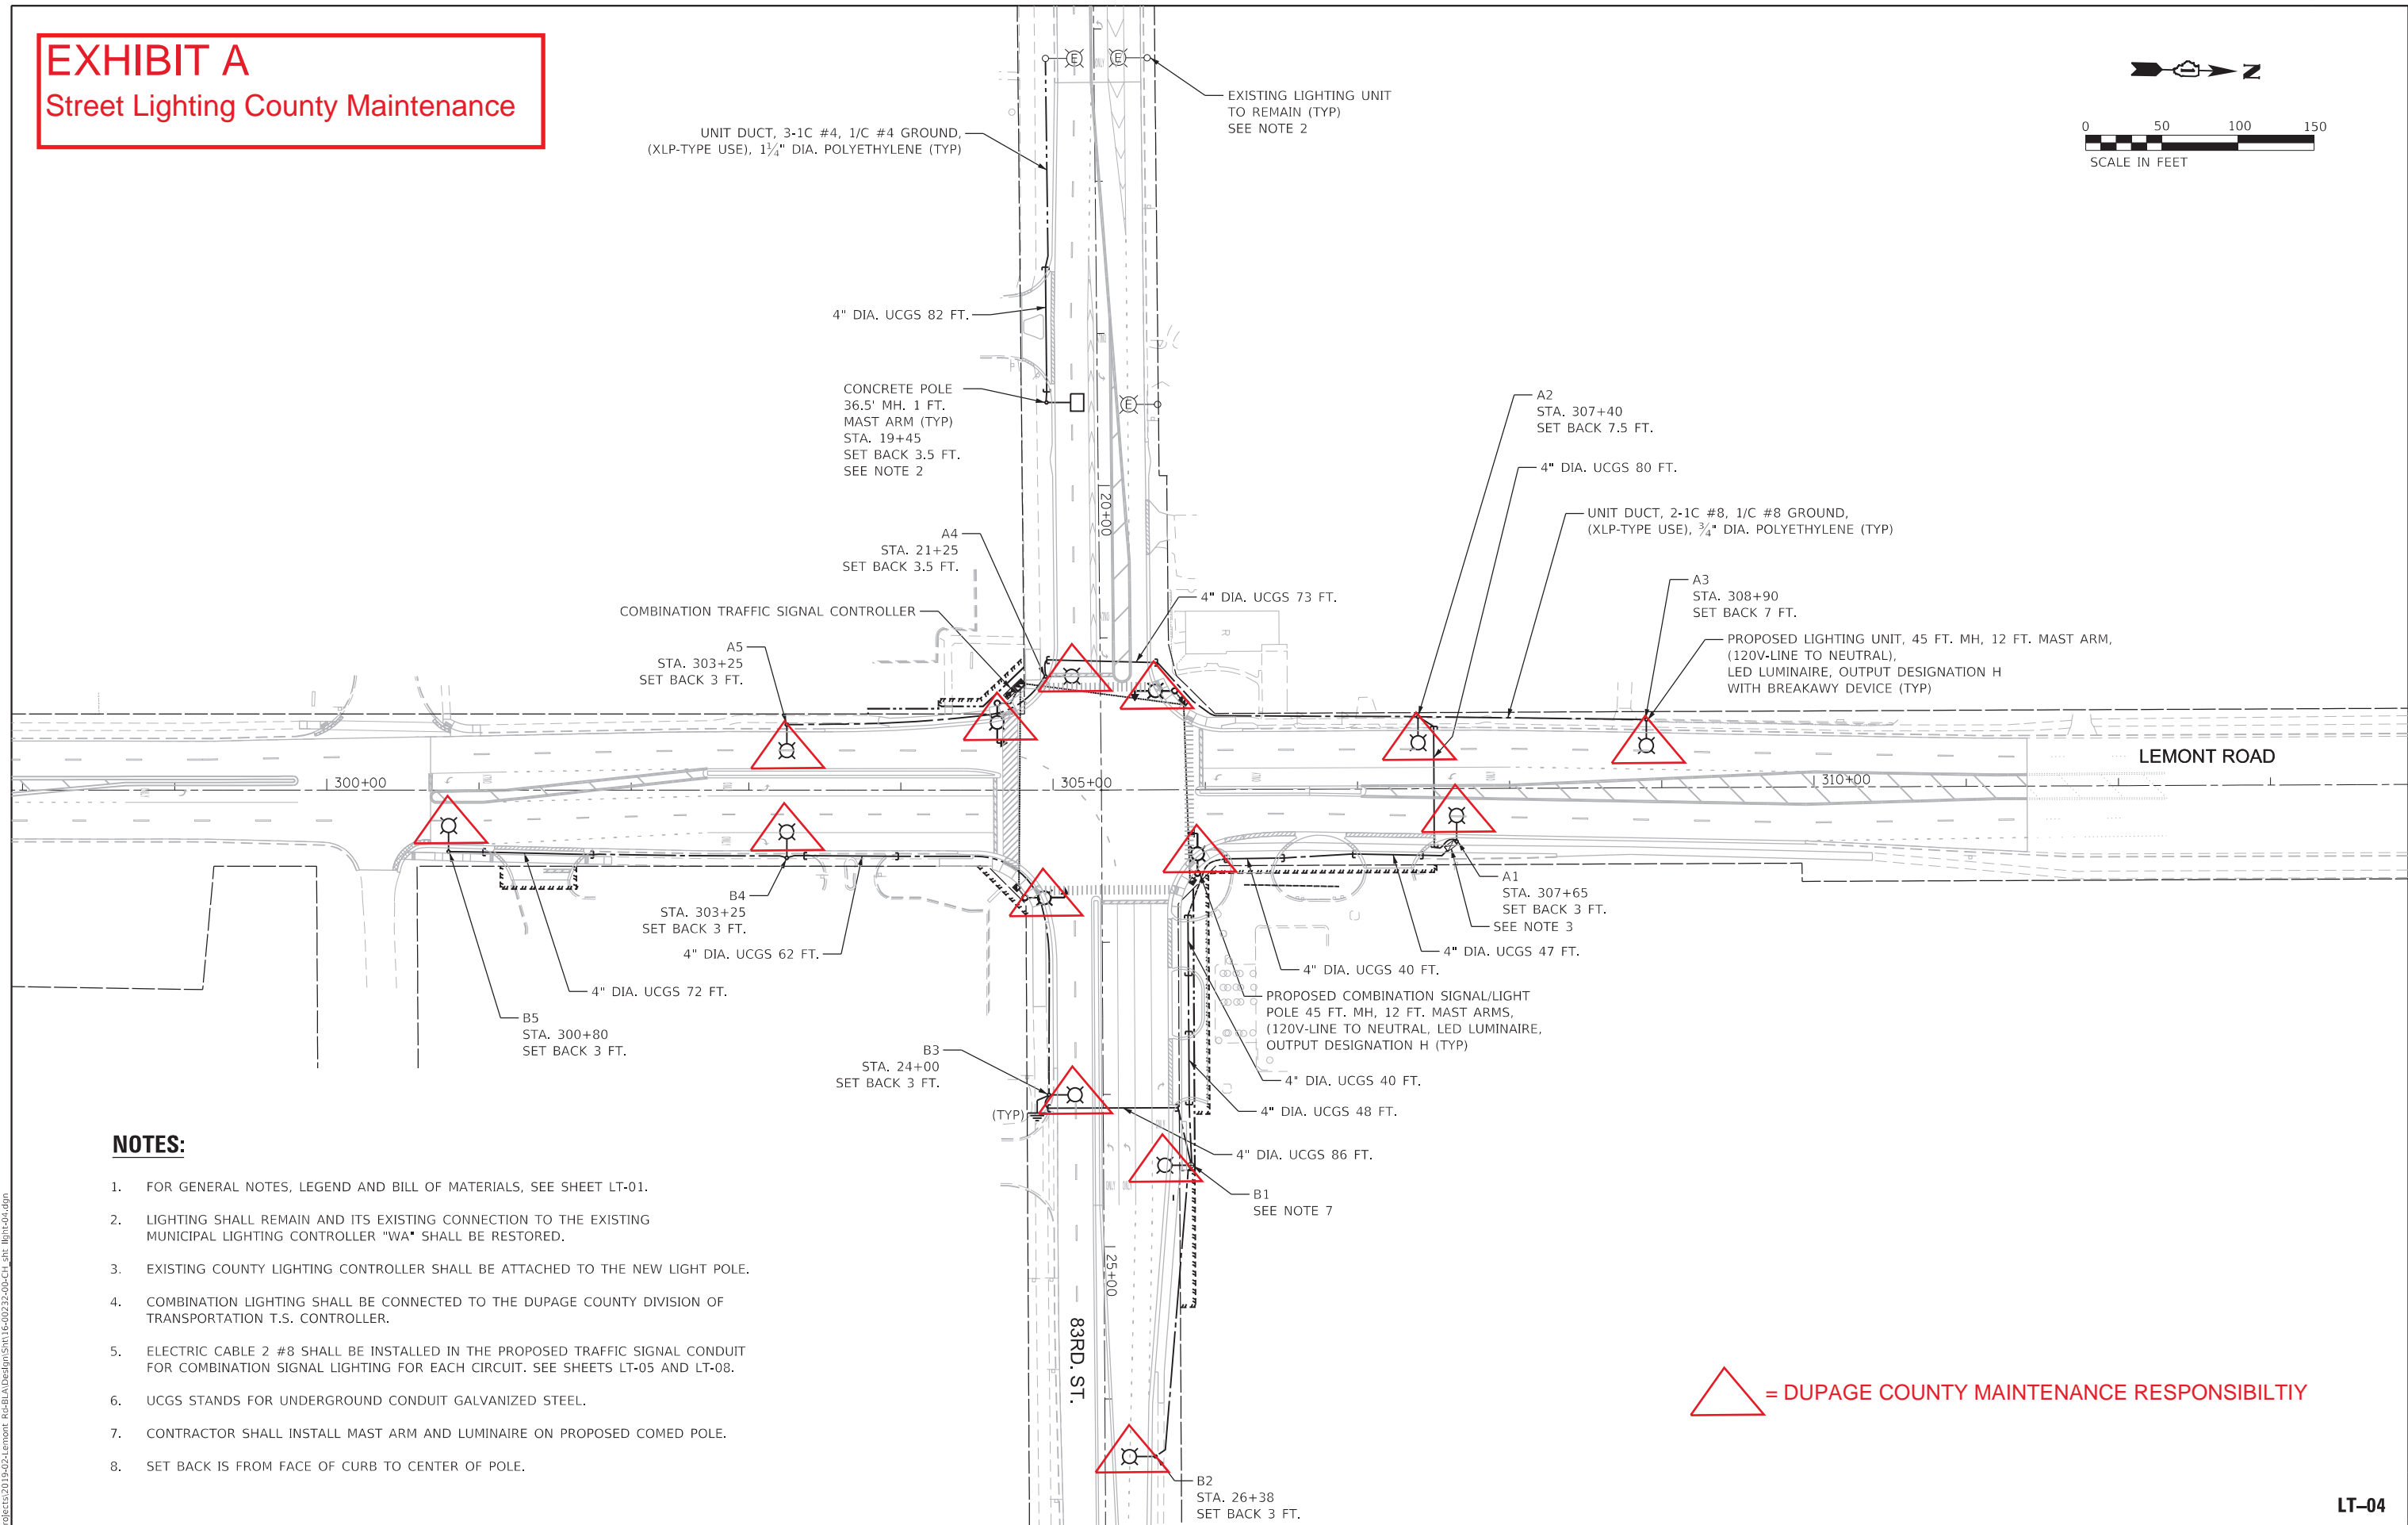 EXHIBIT A
Street Lighting County Maintenance
EXISTING LIGHTING UNIT
TO REMAIN (TYP)
SEE NOTE 2
UNIT DUCT, 3-1C #4, 1/C #4 GROUND,
(XLP-TYPE USE), 1¼" DIA. POLYETHYLENE (TYP)
0 50 100 150
SCALE IN FEET
N
E
E
4" DIA. UCGS 82 FT.
CONCRETE POLE
36.5' MH. 1 FT.
MAST ARM (TYP)
STA. 19+45
SET BACK 3.5 FT.
SEE NOTE 2
E
A2
STA. 307+40
SET BACK 7.5 FT.
4" DIA. UCGS 80 FT.
20+00
UNIT DUCT, 2-1C #8, 1/C #8 GROUND,
(XLP-TYPE USE), ¾" DIA. POLYETHYLENE (TYP)
A4
STA. 21+25
SET BACK 3.5 FT.
A3
STA. 308+90
SET BACK 7 FT.
4" DIA. UCGS 73 FT.
COMBINATION TRAFFIC SIGNAL CONTROLLER
PROPOSED LIGHTING UNIT, 45 FT. MH, 12 FT. MAST ARM,
(120V-LINE TO NEUTRAL),
LED LUMINAIRE, OUTPUT DESIGNATION H
WITH BREAKAWY DEVICE (TYP)
A5
STA. 303+25
SET BACK 3 FT.
LEMONT ROAD
300+00
305+00
310+00
A1
STA. 307+65
SET BACK 3 FT.
SEE NOTE 3
B4
STA. 303+25
SET BACK 3 FT.
4" DIA. UCGS 62 FT.
4" DIA. UCGS 47 FT.
4" DIA. UCGS 40 FT.
4" DIA. UCGS 72 FT.
PROPOSED COMBINATION SIGNAL/LIGHT
POLE 45 FT. MH, 12 FT. MAST ARMS,
(120V-LINE TO NEUTRAL, LED LUMINAIRE,
OUTPUT DESIGNATION H (TYP)
B5
STA. 300+80
SET BACK 3 FT.
B3
STA. 24+00
SET BACK 3 FT.
4" DIA. UCGS 40 FT.
(TYP)
4" DIA. UCGS 48 FT.
4" DIA. UCGS 86 FT.
B1
SEE NOTE 7
25+00
83RD. ST.
B2
STA. 26+38
SET BACK 3 FT.
NOTES:
1. FOR GENERAL NOTES, LEGEND AND BILL OF MATERIALS, SEE SHEET LT-01.
2. LIGHTING SHALL REMAIN AND ITS EXISTING CONNECTION TO THE EXISTING
MUNICIPAL LIGHTING CONTROLLER "WA" SHALL BE RESTORED.
3. EXISTING COUNTY LIGHTING CONTROLLER SHALL BE ATTACHED TO THE NEW LIGHT POLE.
4. COMBINATION LIGHTING SHALL BE CONNECTED TO THE DUPAGE COUNTY DIVISION OF
TRANSPORTATION T.S. CONTROLLER.
5. ELECTRIC CABLE 2 #8 SHALL BE INSTALLED IN THE PROPOSED TRAFFIC SIGNAL CONDUIT
FOR COMBINATION SIGNAL LIGHTING FOR EACH CIRCUIT. SEE SHEETS LT-05 AND LT-08.
6. UCGS STANDS FOR UNDERGROUND CONDUIT GALVANIZED STEEL.
7. CONTRACTOR SHALL INSTALL MAST ARM AND LUMINAIRE ON PROPOSED COMED POLE.
8. SET BACK IS FROM FACE OF CURB TO CENTER OF POLE.
= DUPAGE COUNTY MAINTENANCE RESPONSIBILTIY
LT-04